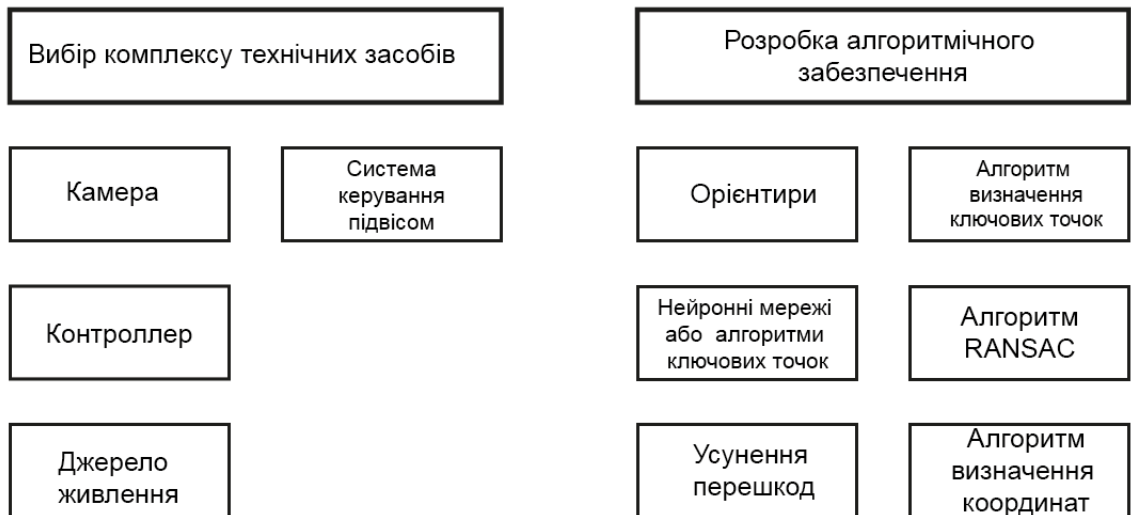 Вибір комплексу технічних засобів
Розробка алгоритмічного
забезпечення
Камера
Система
керування
підвісом
Орієнтири
Алгоритм
визначення
ключових точок
Контроллер
Нейронні мережі
або алгоритми
ключових точок
Алгоритм
RANSAC
Джерело
живлення
Усунення
перешкод
Алгоритм
визначення
координат